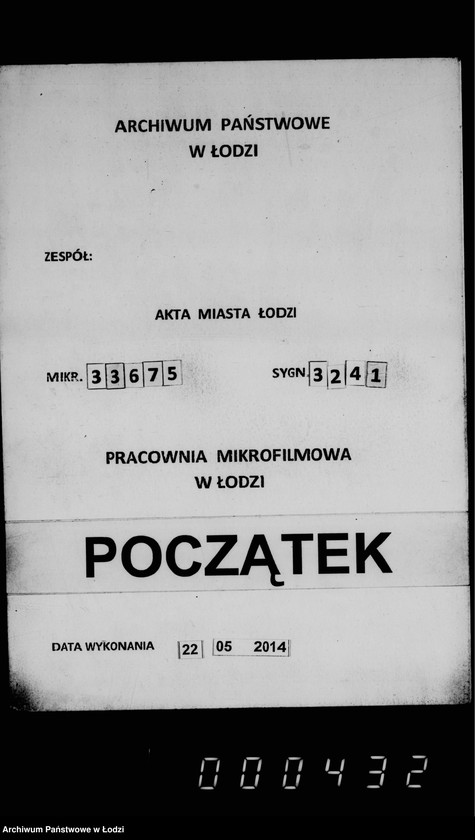 ARCHIWUM PAŃSTWOWE
W ŁODZI
ZESPÓŁ:
AKTA MIASTA ŁODZI
MIKR. 33675 SYGN. 3241
PRACOWNIA MIKROFILMOWA
W ŁODZI
POCZĄTEK
DATA WYKONANIA 22 05 2014
000432
Archiwum Państwowe w Łodzi